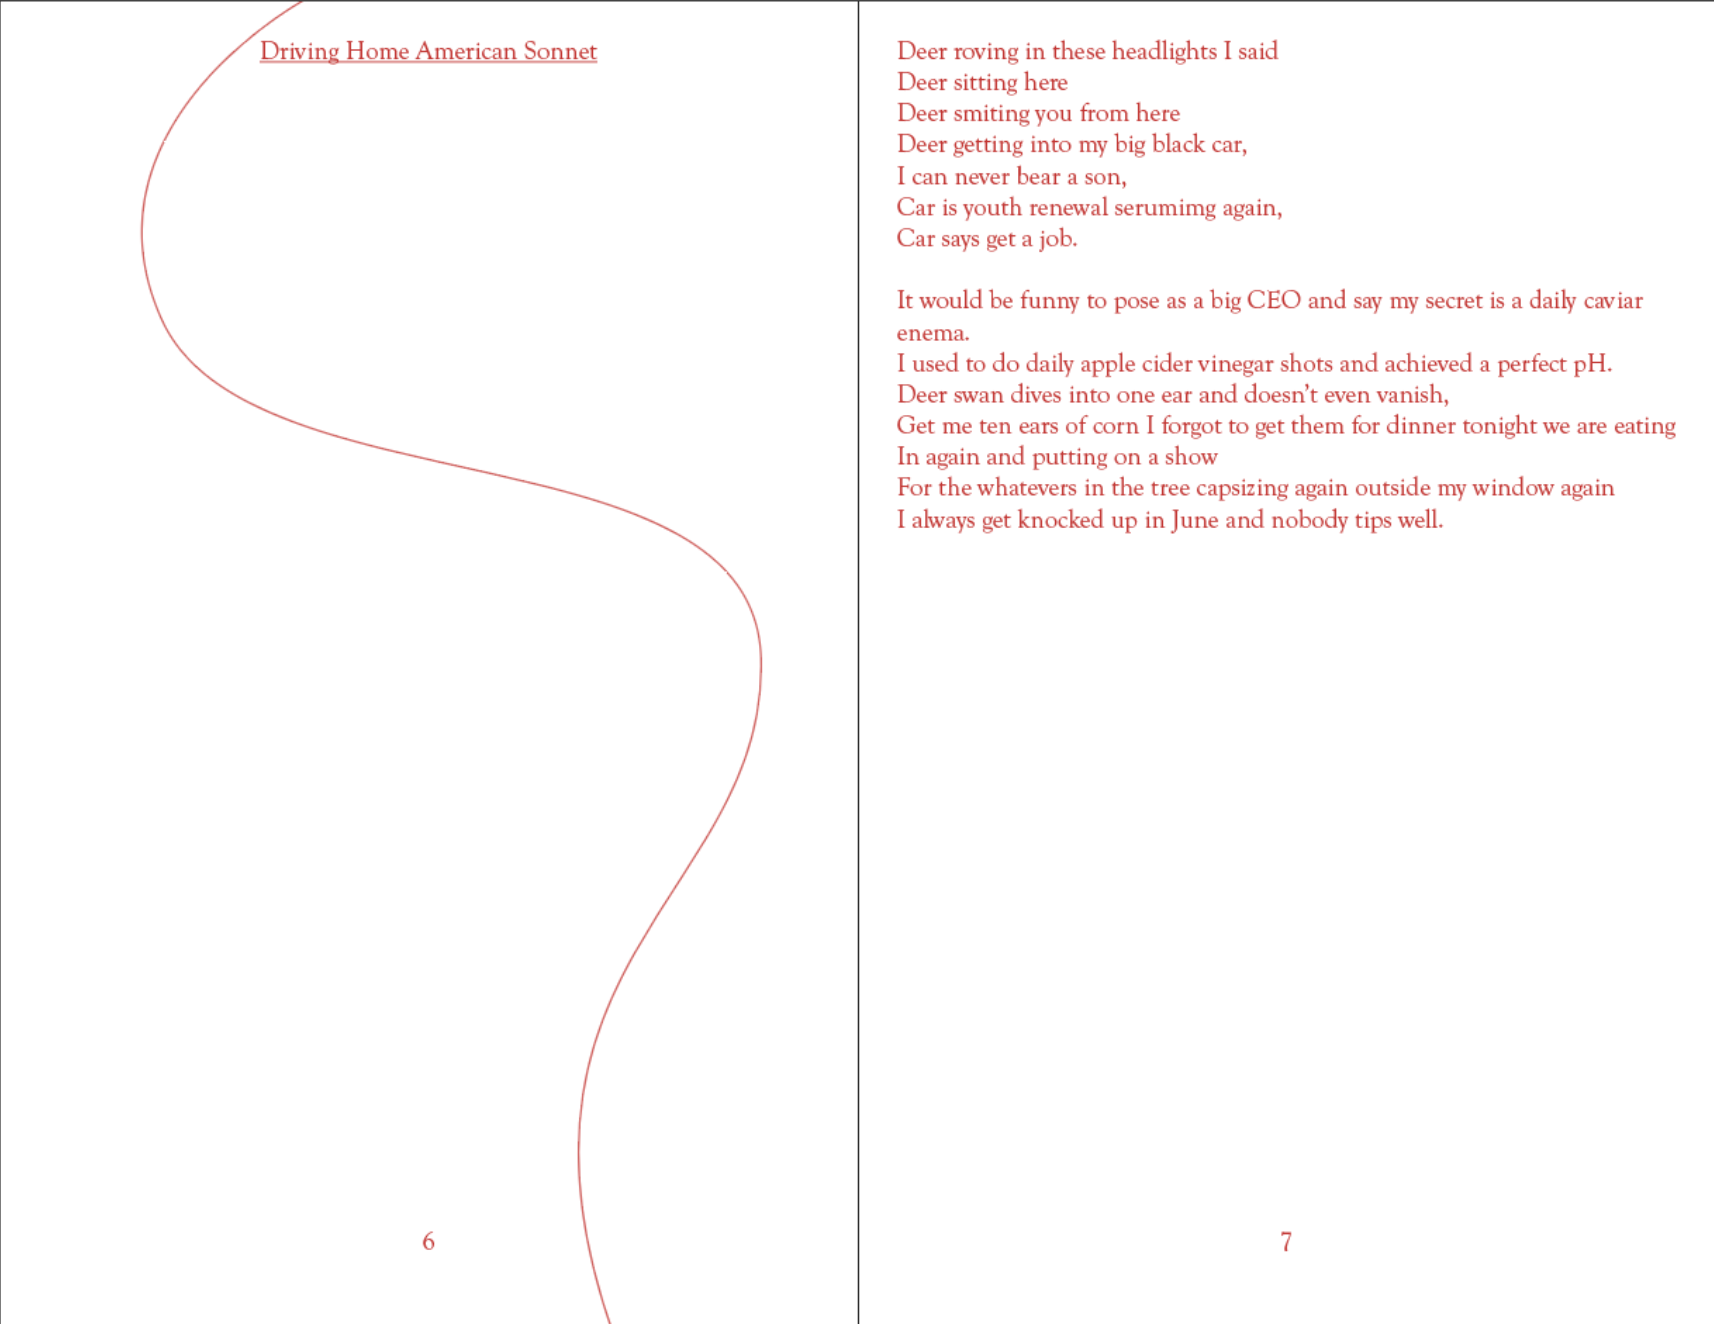 Driving Home American Sonnet
6
Deer roving in these headlights I said
Deer sitting here
Deer smiting you from here
Deer getting into my big black car,
I can never bear a son,
Car is youth renewal serumimg again,
Car says get a job.
It would be funny to pose as a big CEO and say my secret is a daily caviar
enema.
I used to do daily apple cider vinegar shots and achieved a perfect pH.
Deer swan dives into one ear and doesn’t even vanish,
Get me ten ears of corn I forgot to get them for dinner tonight we are eating
In again and putting on a show
For the whatevers in the tree capsizing again outside my window again
I always get knocked up in June and nobody tips well.
7